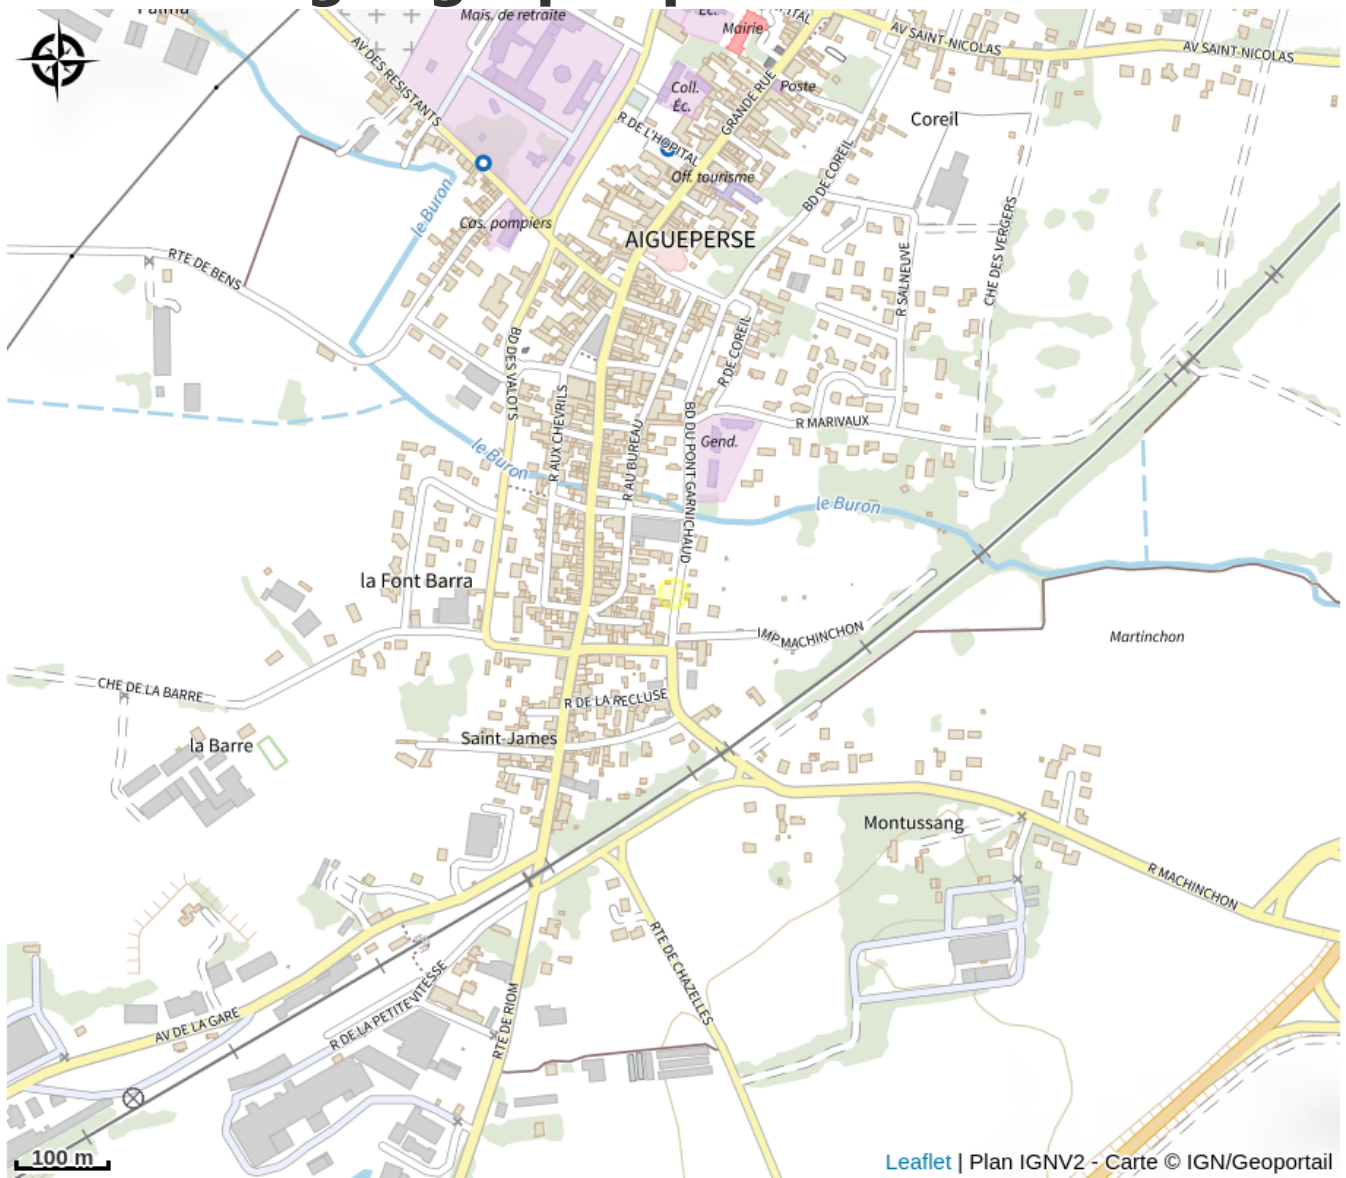 Mais. de retraite
Éc.
Mairie
AV SAINT-NICOLAS
AV SAINT-NICOLAS
AV DES RESISTANTS
Coll.
Éc.
Poste
GRANDE RUE
Coreil
R DE L'HOPITAL
Off. tourisme
BD DE COREIL
le Buron
Cas. pompiers
AIGUEPERSE
CHE DES VERGERS
R SALNEUVE
RTE DE BENS
BD DES VALOTS
R DE COREIL
R AUX CHEVRILS
R AU BUREAU
BD DU PONT GARNICHAUD
R MARIVAUX
Gend.
le Buron
le Buron
la Font Barra
IMP MACHINCHON
Martinchon
CHE DE LA BARRE
R DE LA RECLUSE
Saint-James
la Barre
Montussang
R MACHINCHON
RTE DE CHAZELLES
R DE LA PETITE VITESSE
RTE DE RIOM
AV DE LA GARE
100 m
Leaflet | Plan IGNV2 - Carte © IGN/Geoportail